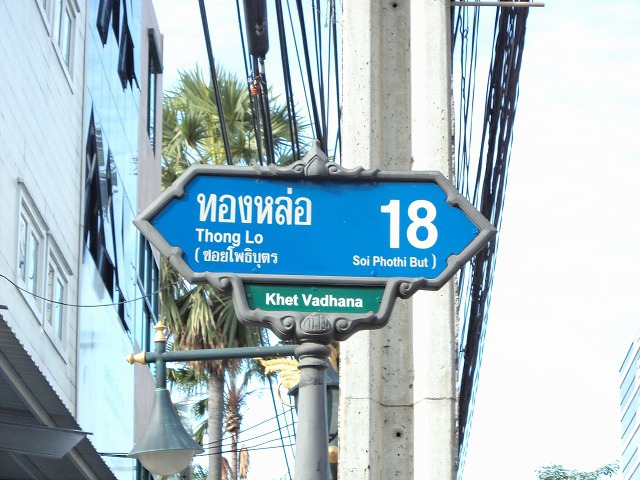 ทองหล่อ 18
Thong Lo
( ซอยโพธิบุตร Soi Phothi But )
Khet Vadhana